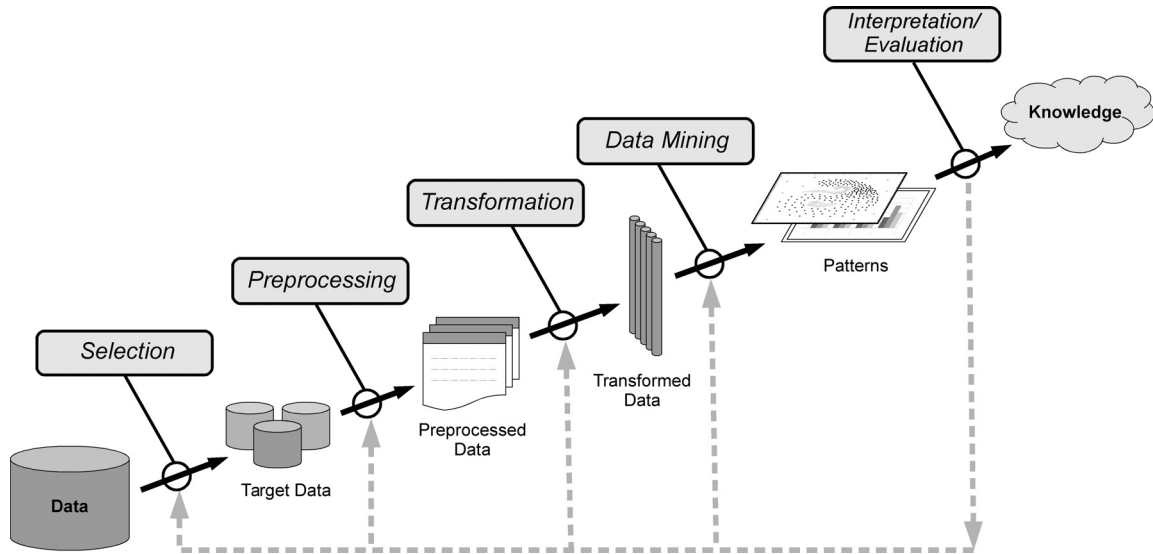 Interpretation/
Evaluation
Knowledge
Data Mining
Transformation
Patterns
Preprocessing
Selection
Transformed
Data
Preprocessed
Data
Target Data
Data